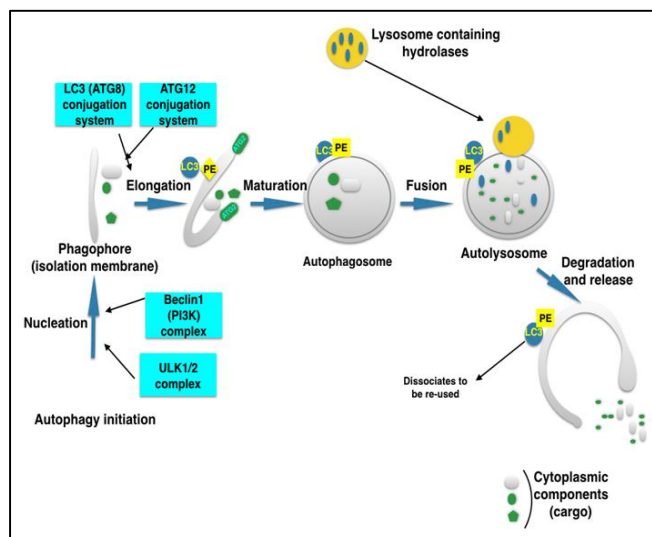 Lysosome containing
hydrolases
LC3 (ATG8)
conjugation
system
ATG12
conjugation
system
LC3
PE
Elongation
Maturation
LC3
PE
Fusion
LC3
PE
Phagophore
(isolation membrane)
Autophagosome
Autolysosome
Degradation
and release
Nucleation
Beclin1
(PI3K)
complex
PE
LC3
ULK1/2
complex
Dissociates to
be re-used
Autophagy initiation
Cytoplasmic
components
(cargo)